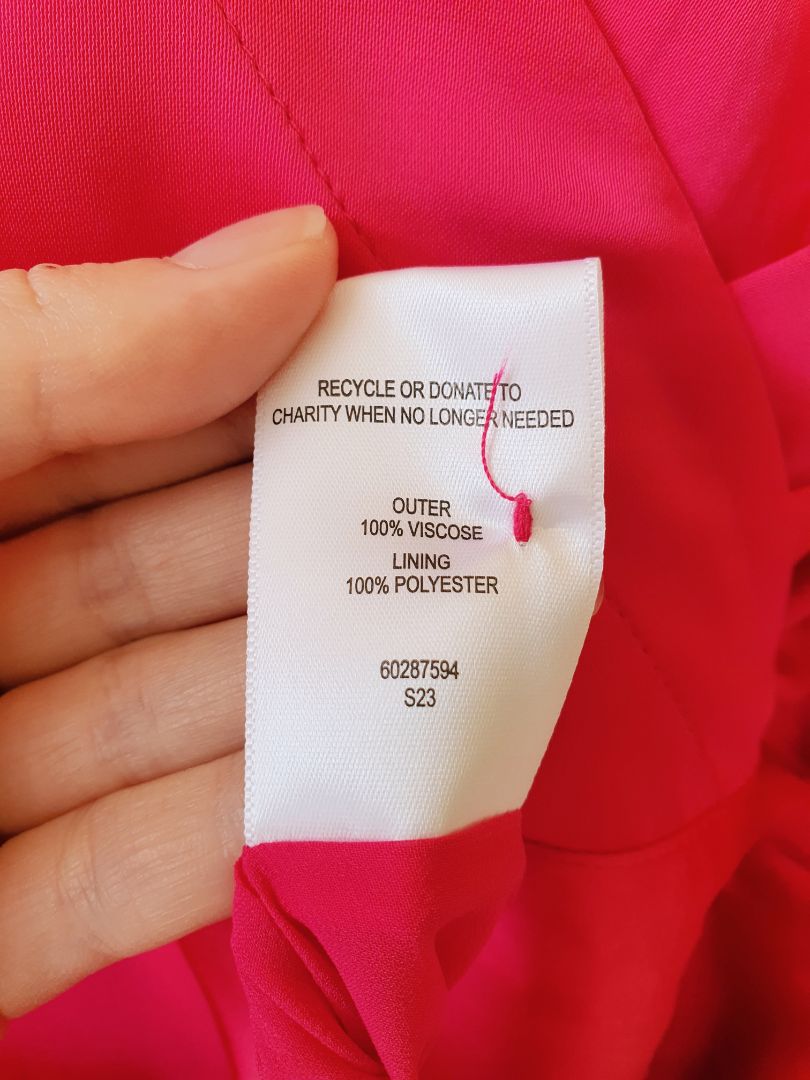 RECYCLE OR DONATE TO
CHARITY WHEN NO LONGER NEEDED
OUTER
100% VISCOSE
LINING
100% POLYESTER
60287594
S23